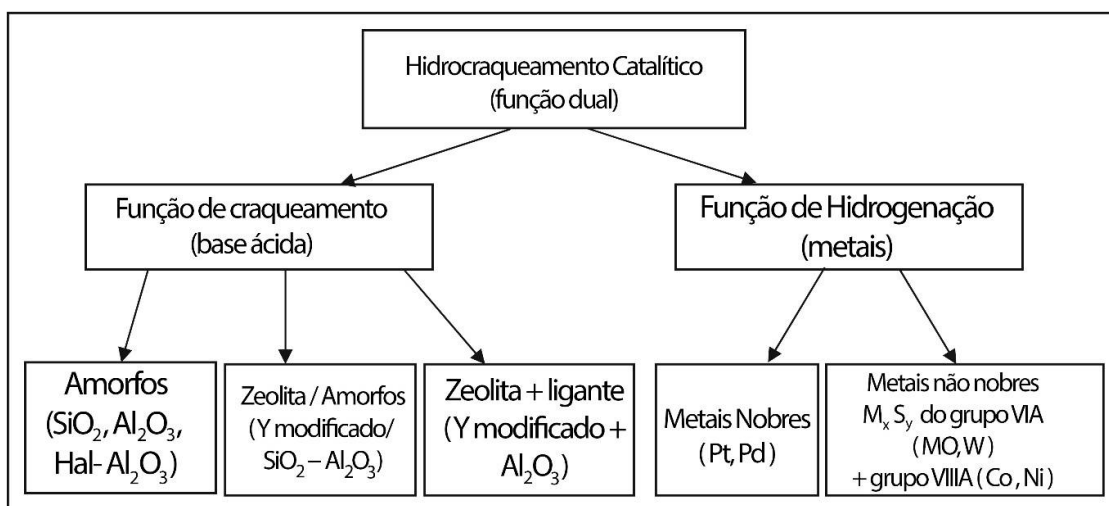 Hidrocraqueamento Catalítico
(função dual)
Função de craqueamento
(base ácida)
Função de Hidrogenação
(metais)
Amorfos
(SiO₂, Al₂O₃,
Hal- Al₂O₃)
Zeolita / Amorfos
(Y modificado/
SiO₂ – Al₂O₃)
Zeolita + ligante
(Y modificado +
Al₂O₃)
Metais Nobres
( Pt, Pd )
Metais não nobres
MₓSᵧ do grupo VIA
(MO, W)
+ grupo VIIIA ( Co , Ni )